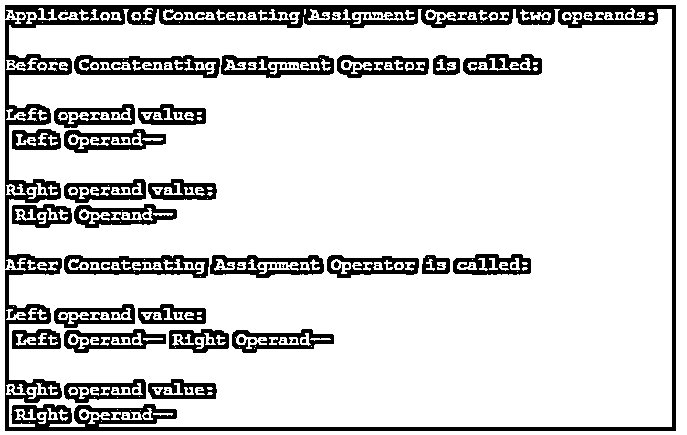 Application of Concatenating Assignment Operator two operands:
Before Concatenating Assignment Operator is called:
Left operand value:
Left Operand--
Right operand value:
Right Operand--
After Concatenating Assignment Operator is called:
Left operand value:
Left Operand-- Right Operand--
Right operand value:
Right Operand--